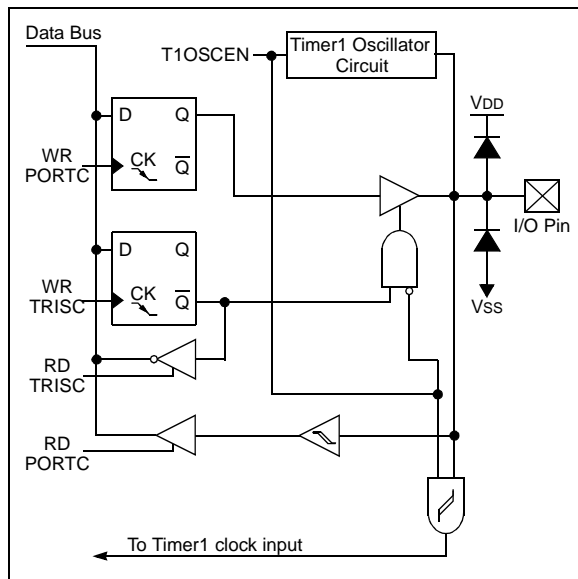 Data Bus
T1OSCEN
Timer1 Oscillator
Circuit
VDD
D Q
WR
PORTC
CK
Q
I/O Pin
D Q
WR
TRISC
CK
Q
VSS
RD
TRISC
RD
PORTC
To Timer1 clock input